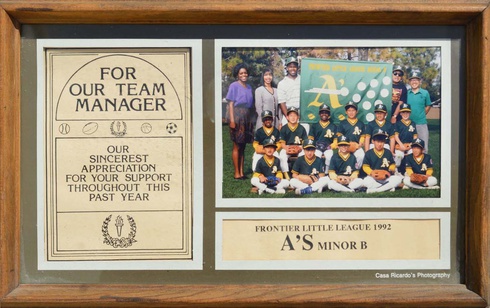 FOR
OUR TEAM
MANAGER
OUR
SINCEREST
APPRECIATION
FOR YOUR SUPPORT
THROUGHOUT THIS
PAST YEAR
A
FRONTIER LITTLE LEAGUE 1992
A'S MINOR B
Casa Ricardo's Photography